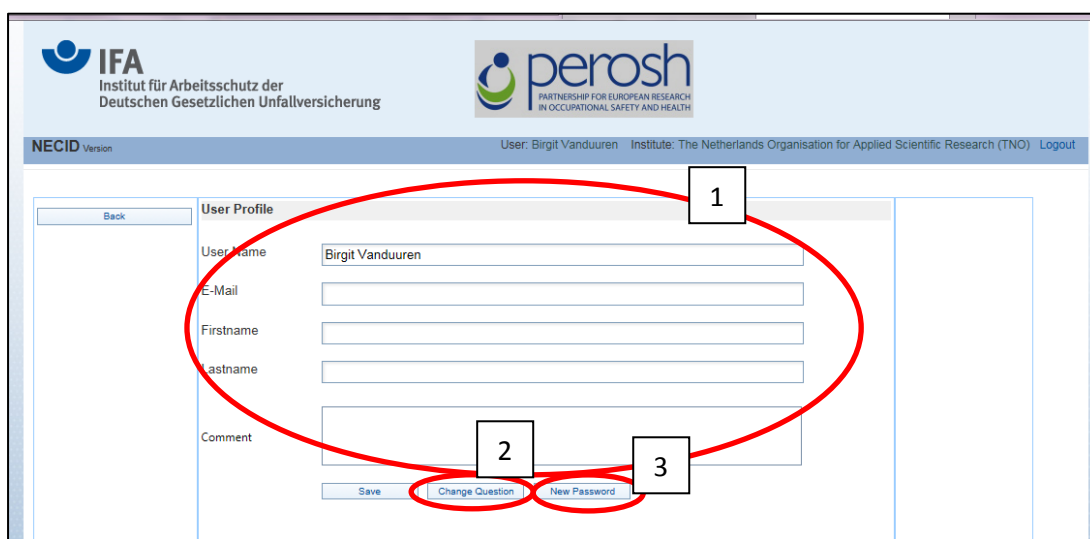 IFA
Institut für Arbeitsschutz der
Deutschen Gesetzlichen Unfallversicherung
perosh
PARTNERSHIP FOR EUROPEAN RESEARCH
IN OCCUPATIONAL SAFETY AND HEALTH
NECID Version
User: Birgit Vanduuren Institute: The Netherlands Organisation for Applied Scientific Research (TNO) Logout
1
Back
User Profile
User Name
Birgit Vanduuren
E-Mail
Firstname
Lastname
Comment
2
3
Save
Change Question
New Password